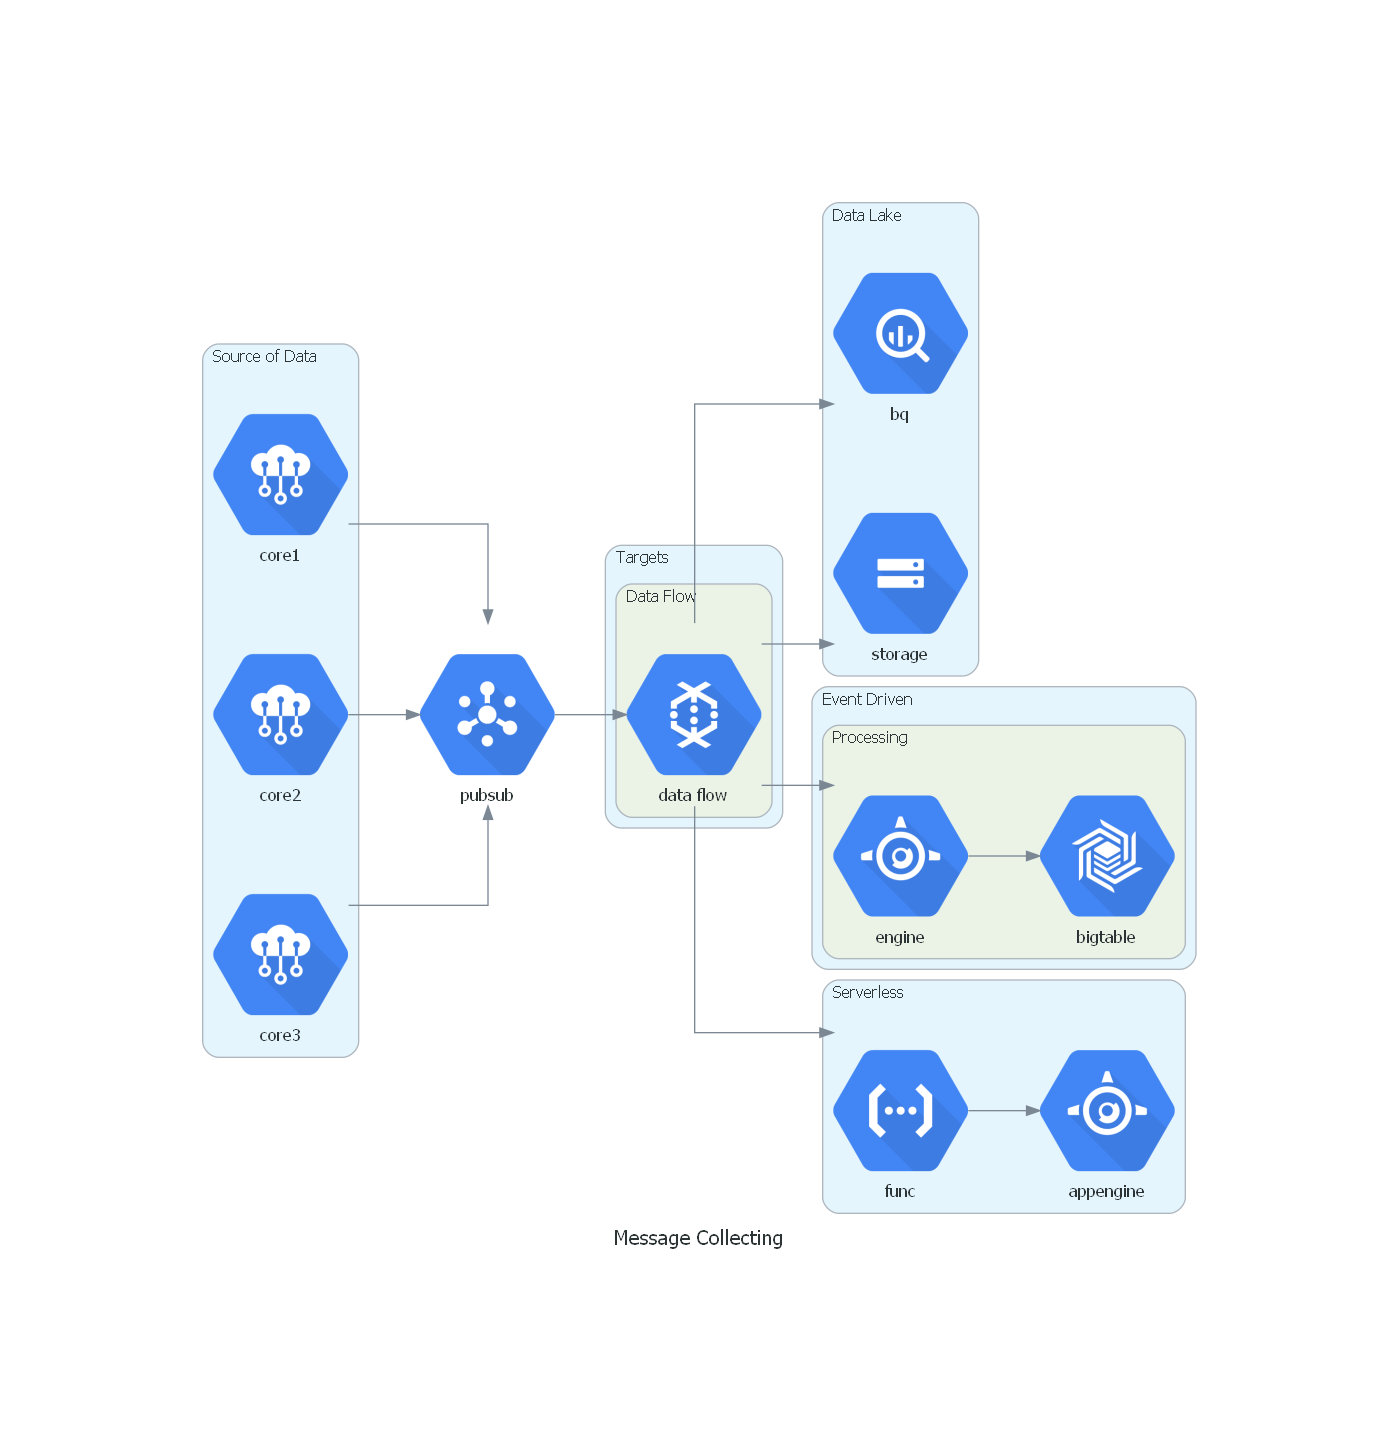 Source of Data
core1
core2
core3
pubsub
Targets
Data Flow
data flow
Data Lake
bq
storage
Event Driven
Processing
engine
bigtable
Serverless
func
appengine
Message Collecting